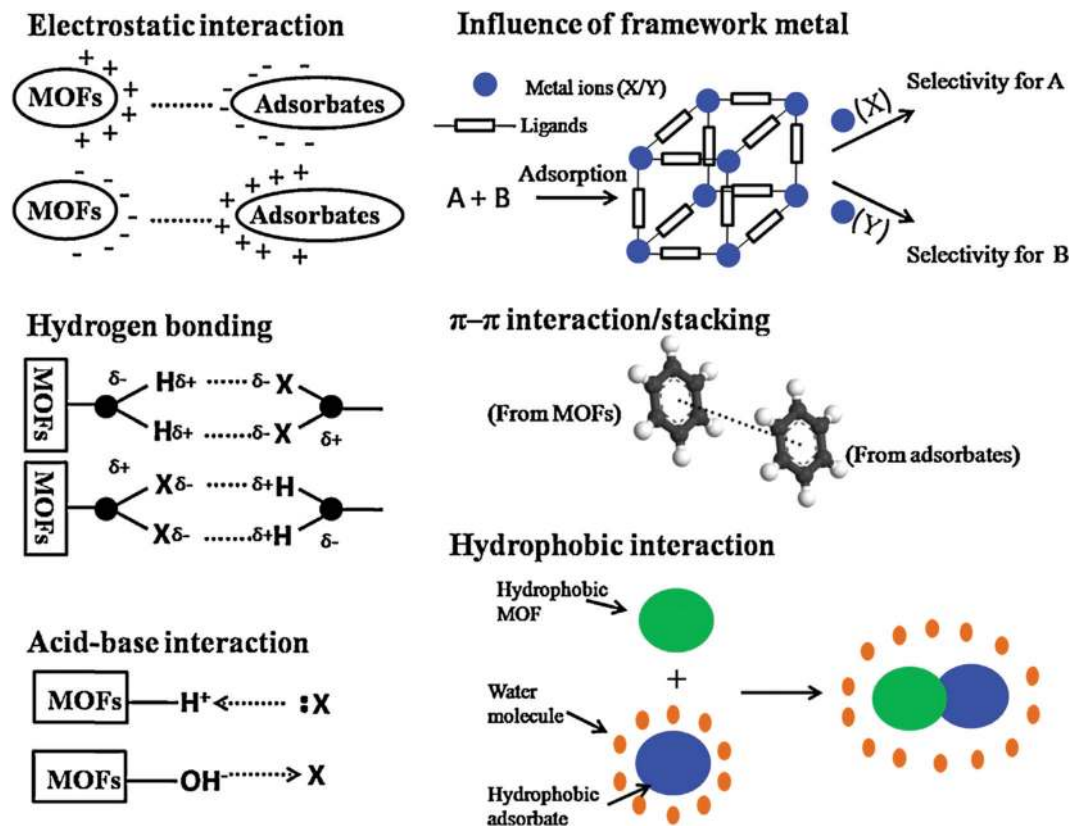 Electrostatic interaction
+ + + + + + +
MOFs
- - - - - - - - -
Adsorbates
MOFs
- - - - - -
+ + + + + + + + + +
Adsorbates
Influence of framework metal
Metal ions (X/Y)
Ligands
A + B
Adsorption
(X)
Selectivity for A
(Y)
Selectivity for B
Hydrogen bonding
MOFs
δ- Hδ+ δ- X
Hδ+ δ- X δ+
MOFs
δ+ Xδ- δ+H
Xδ- δ+H δ-
π–π interaction/stacking
(From MOFs)
(From adsorbates)
Acid-base interaction
MOFs H⁺ :X
MOFs OH⁻ X
Hydrophobic interaction
Hydrophobic
MOF
+
Water
molecule
Hydrophobic
adsorbate